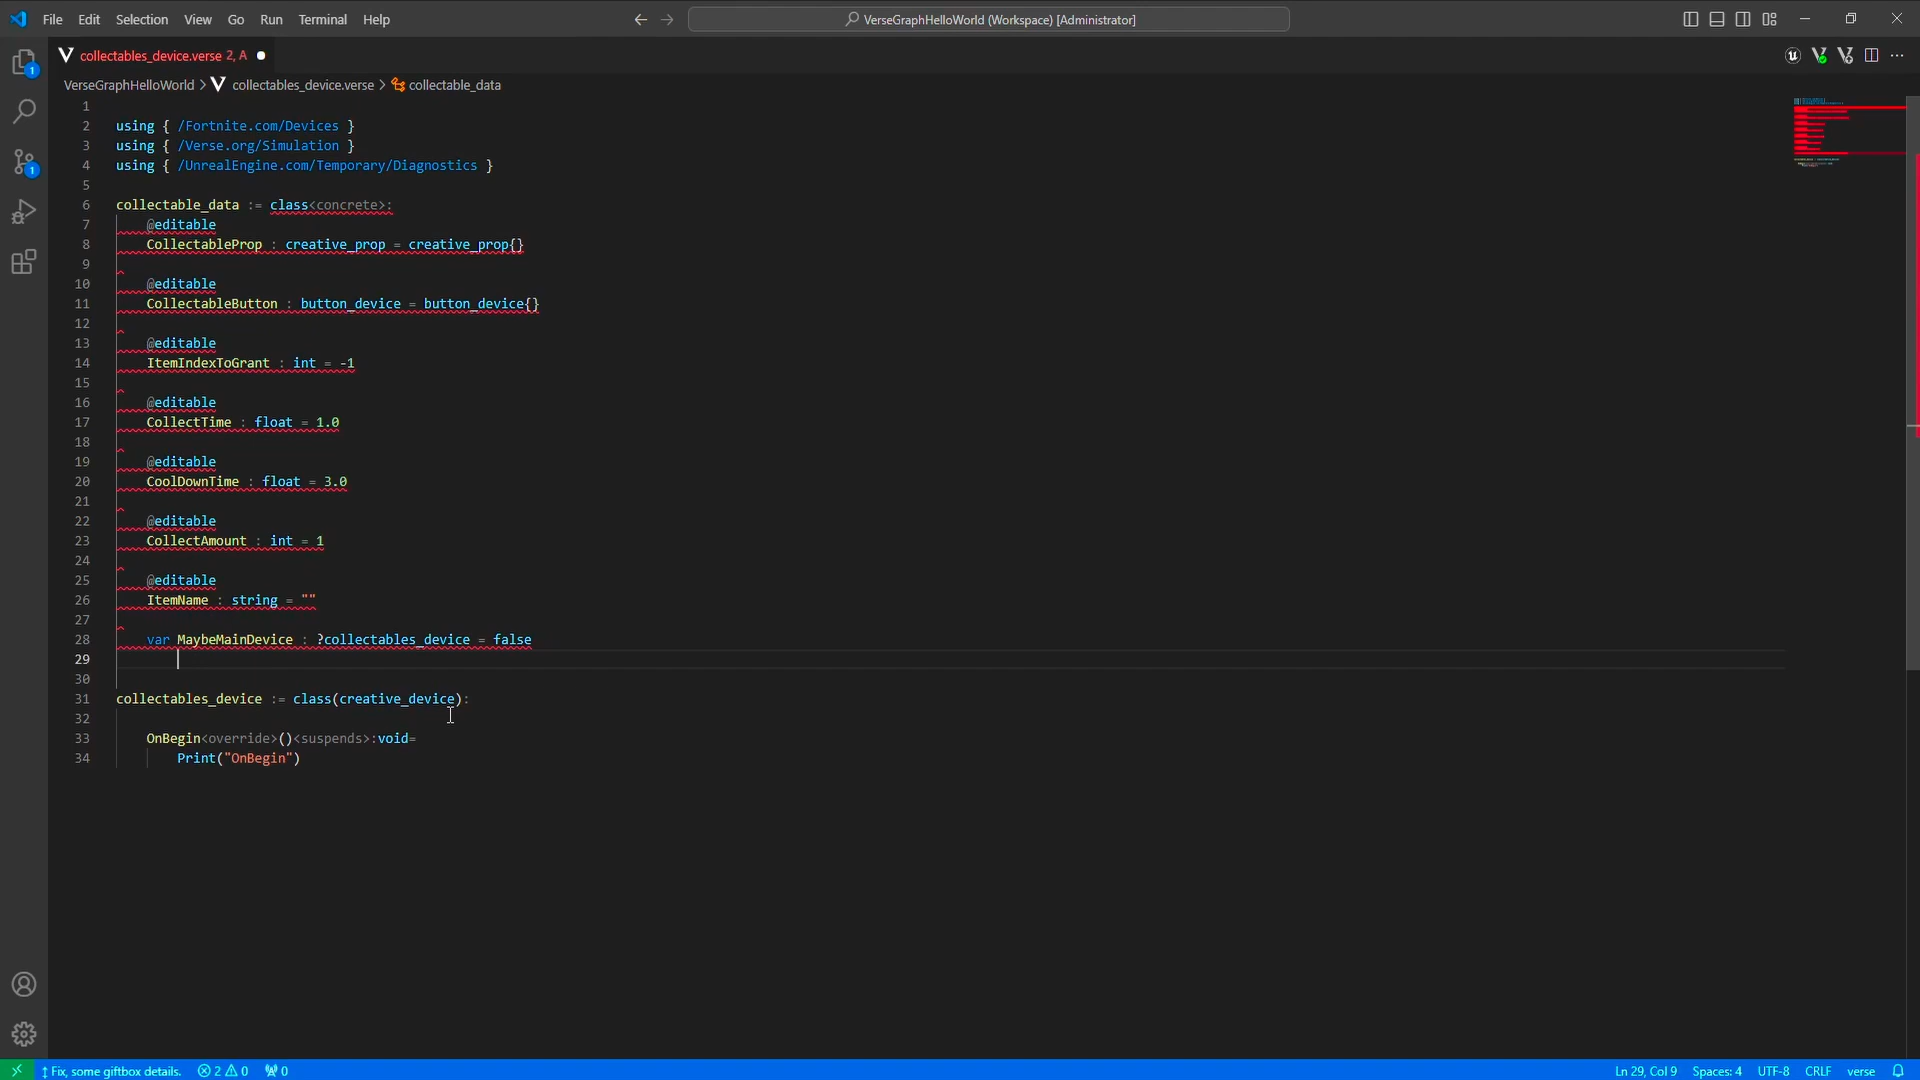 File Edit Selection View Go Run Terminal Help
VerseGraphHelloWorld (Workspace) [Administrator]
collectables_device.verse 2, A
VerseGraphHelloWorld > collectables_device.verse > collectable_data
1
2 using { /Fortnite.com/Devices }
3 using { /Verse.org/Simulation }
4 using { /UnrealEngine.com/Temporary/Diagnostics }
5
6 collectable_data := class<concrete>:
7 @editable
8 CollectableProp : creative_prop = creative_prop{}
9
10 @editable
11 CollectableButton : button_device = button_device{}
12
13 @editable
14 ItemIndexToGrant : int = -1
15
16 @editable
17 CollectTime : float = 1.0
18
19 @editable
20 CoolDownTime : float = 3.0
21
22 @editable
23 CollectAmount : int = 1
24
25 @editable
26 ItemName : string = ""
27
28 var MaybeMainDevice : ?collectables_device = false
29
30
31 collectables_device := class(creative_device):
32
33 OnBegin<override>()<suspends>:void=
34 Print("OnBegin")
Fix, some giftbox details. 2 0 0 Ln 29, Col 9 Spaces: 4 UTF-8 CRLF verse